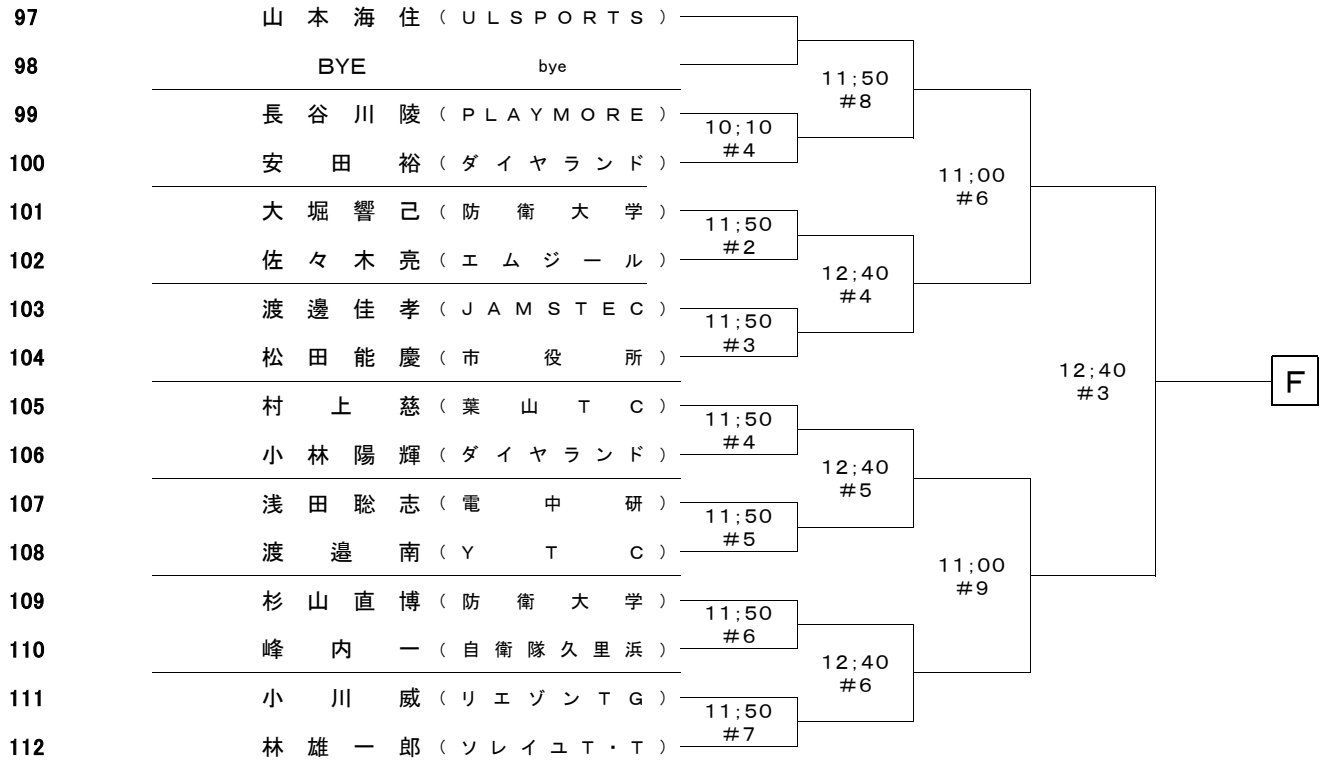 97 山本海住（ＵＬＳＰＯＲＴＳ）
98 BYE bye
11;50
#8
99 長谷川陵（ＰＬＡＹＭＯＲＥ）
10;10
#4
100 安田裕（ダイヤランド）
11;00
#6
101 大堀響己（防衛大学）
11;50
#2
102 佐々木亮（エムジール）
12;40
#4
103 渡邊佳孝（ＪＡＭＳＴＥＣ）
11;50
#3
104 松田能慶（市役所）
12;40
#3
F
105 村上慈（葉山ＴＣ）
11;50
#4
106 小林陽輝（ダイヤランド）
12;40
#5
107 浅田聡志（電中研）
11;50
#5
108 渡邉南（ＹＴＣ）
11;00
#9
109 杉山直博（防衛大学）
11;50
#6
110 峰内一（自衛隊久里浜）
12;40
#6
111 小川威（リエゾンＴＧ）
11;50
#7
112 林雄一郎（ソレイユＴ・Ｔ）